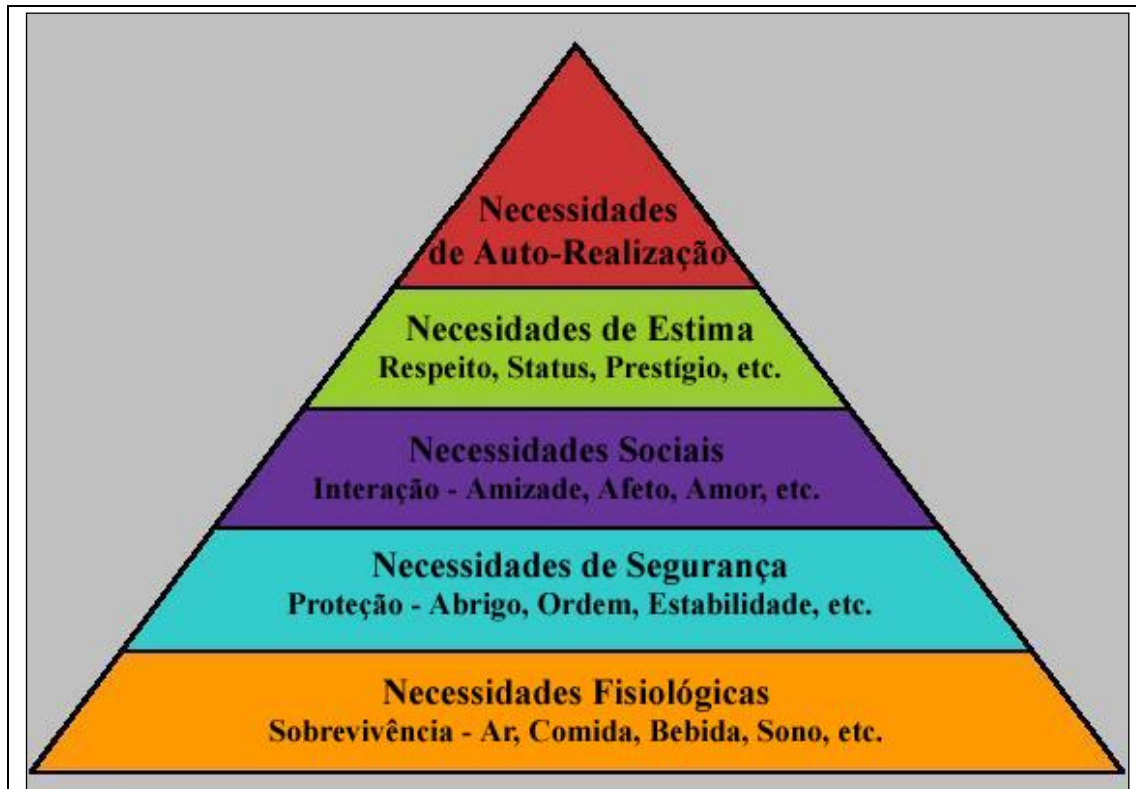 Necessidades
de Auto-Realização
Necesidades de Estima
Respeito, Status, Prestígio, etc.
Necessidades Sociais
Interação - Amizade, Afeto, Amor, etc.
Necessidades de Segurança
Proteção - Abrigo, Ordem, Estabilidade, etc.
Necessidades Fisiológicas
Sobrevivência - Ar, Comida, Bebida, Sono, etc.